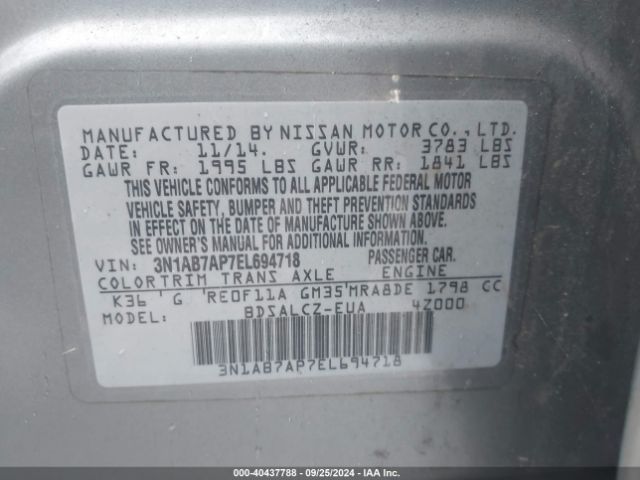 MANUFACTURED BY NISSAN MOTOR CO., LTD.
DATE: 11/14. GVWR: 3783 LBS
GAWR FR: 1995 LBS GAWR RR: 1841 LBS
THIS VEHICLE CONFORMS TO ALL APPLICABLE FEDERAL MOTOR
VEHICLE SAFETY, BUMPER AND THEFT PREVENTION STANDARDS
IN EFFECT ON THE DATE OF MANUFACTURE SHOWN ABOVE.
SEE OWNER'S MANUAL FOR ADDITIONAL INFORMATION.
VIN: 3N1AB7AP7EL694718 PASSENGER CAR.
COLOR TRIM TRANS AXLE ENGINE
K36 ' G 'RE0F11A GM35'MRA8DE 1798 CC
MODEL: BDSALCZ-EUA 4Z000
3N1AB7AP7EL694718
000-40437788 - 09/25/2024 - IAA Inc.